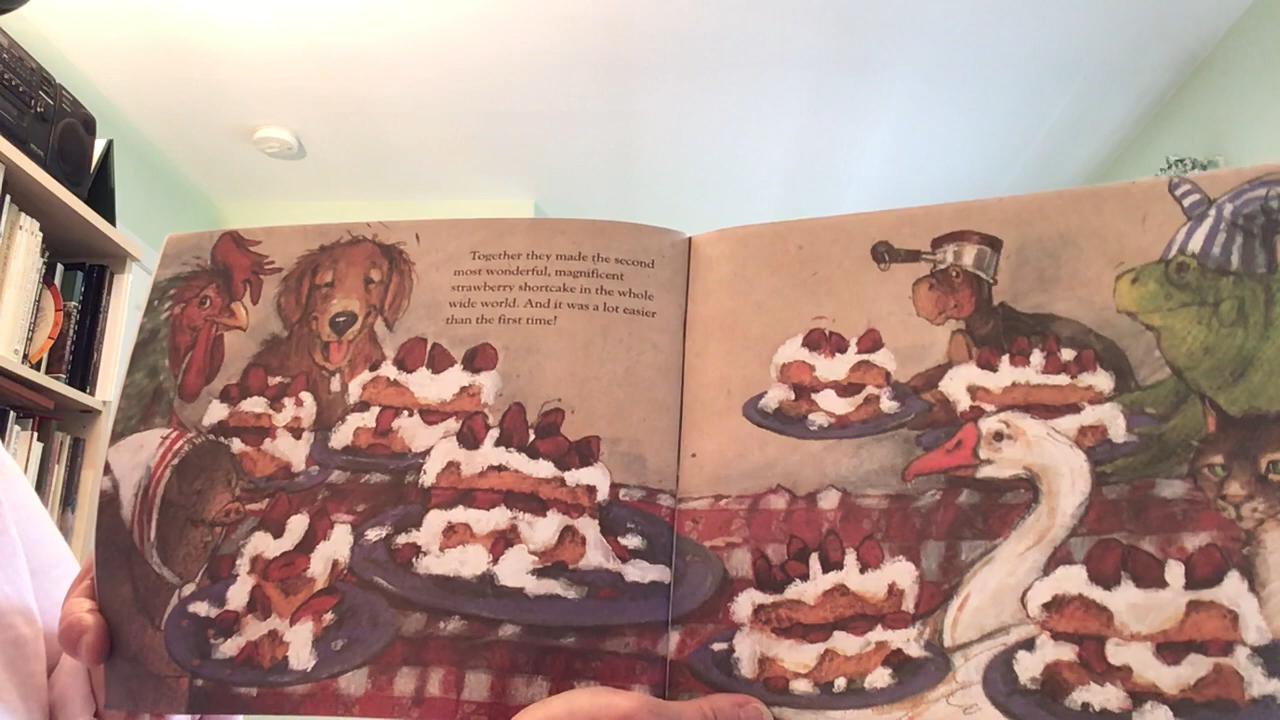 Together they made the second
most wonderful, magnificent
strawberry shortcake in the whole
wide world. And it was a lot easier
than the first time!